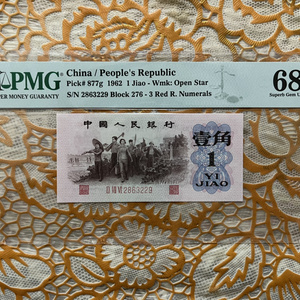 PMG
PAPER MONEY GUARANTY
China / People's Republic
Pick# 877g 1962 1 Jiao - Wmk: Open Star
S/N 2863229 Block 276 - 3 Red R. Numerals
68
Superb Gem
中國人民銀行
壹角
1
YI
JIAO
2863229